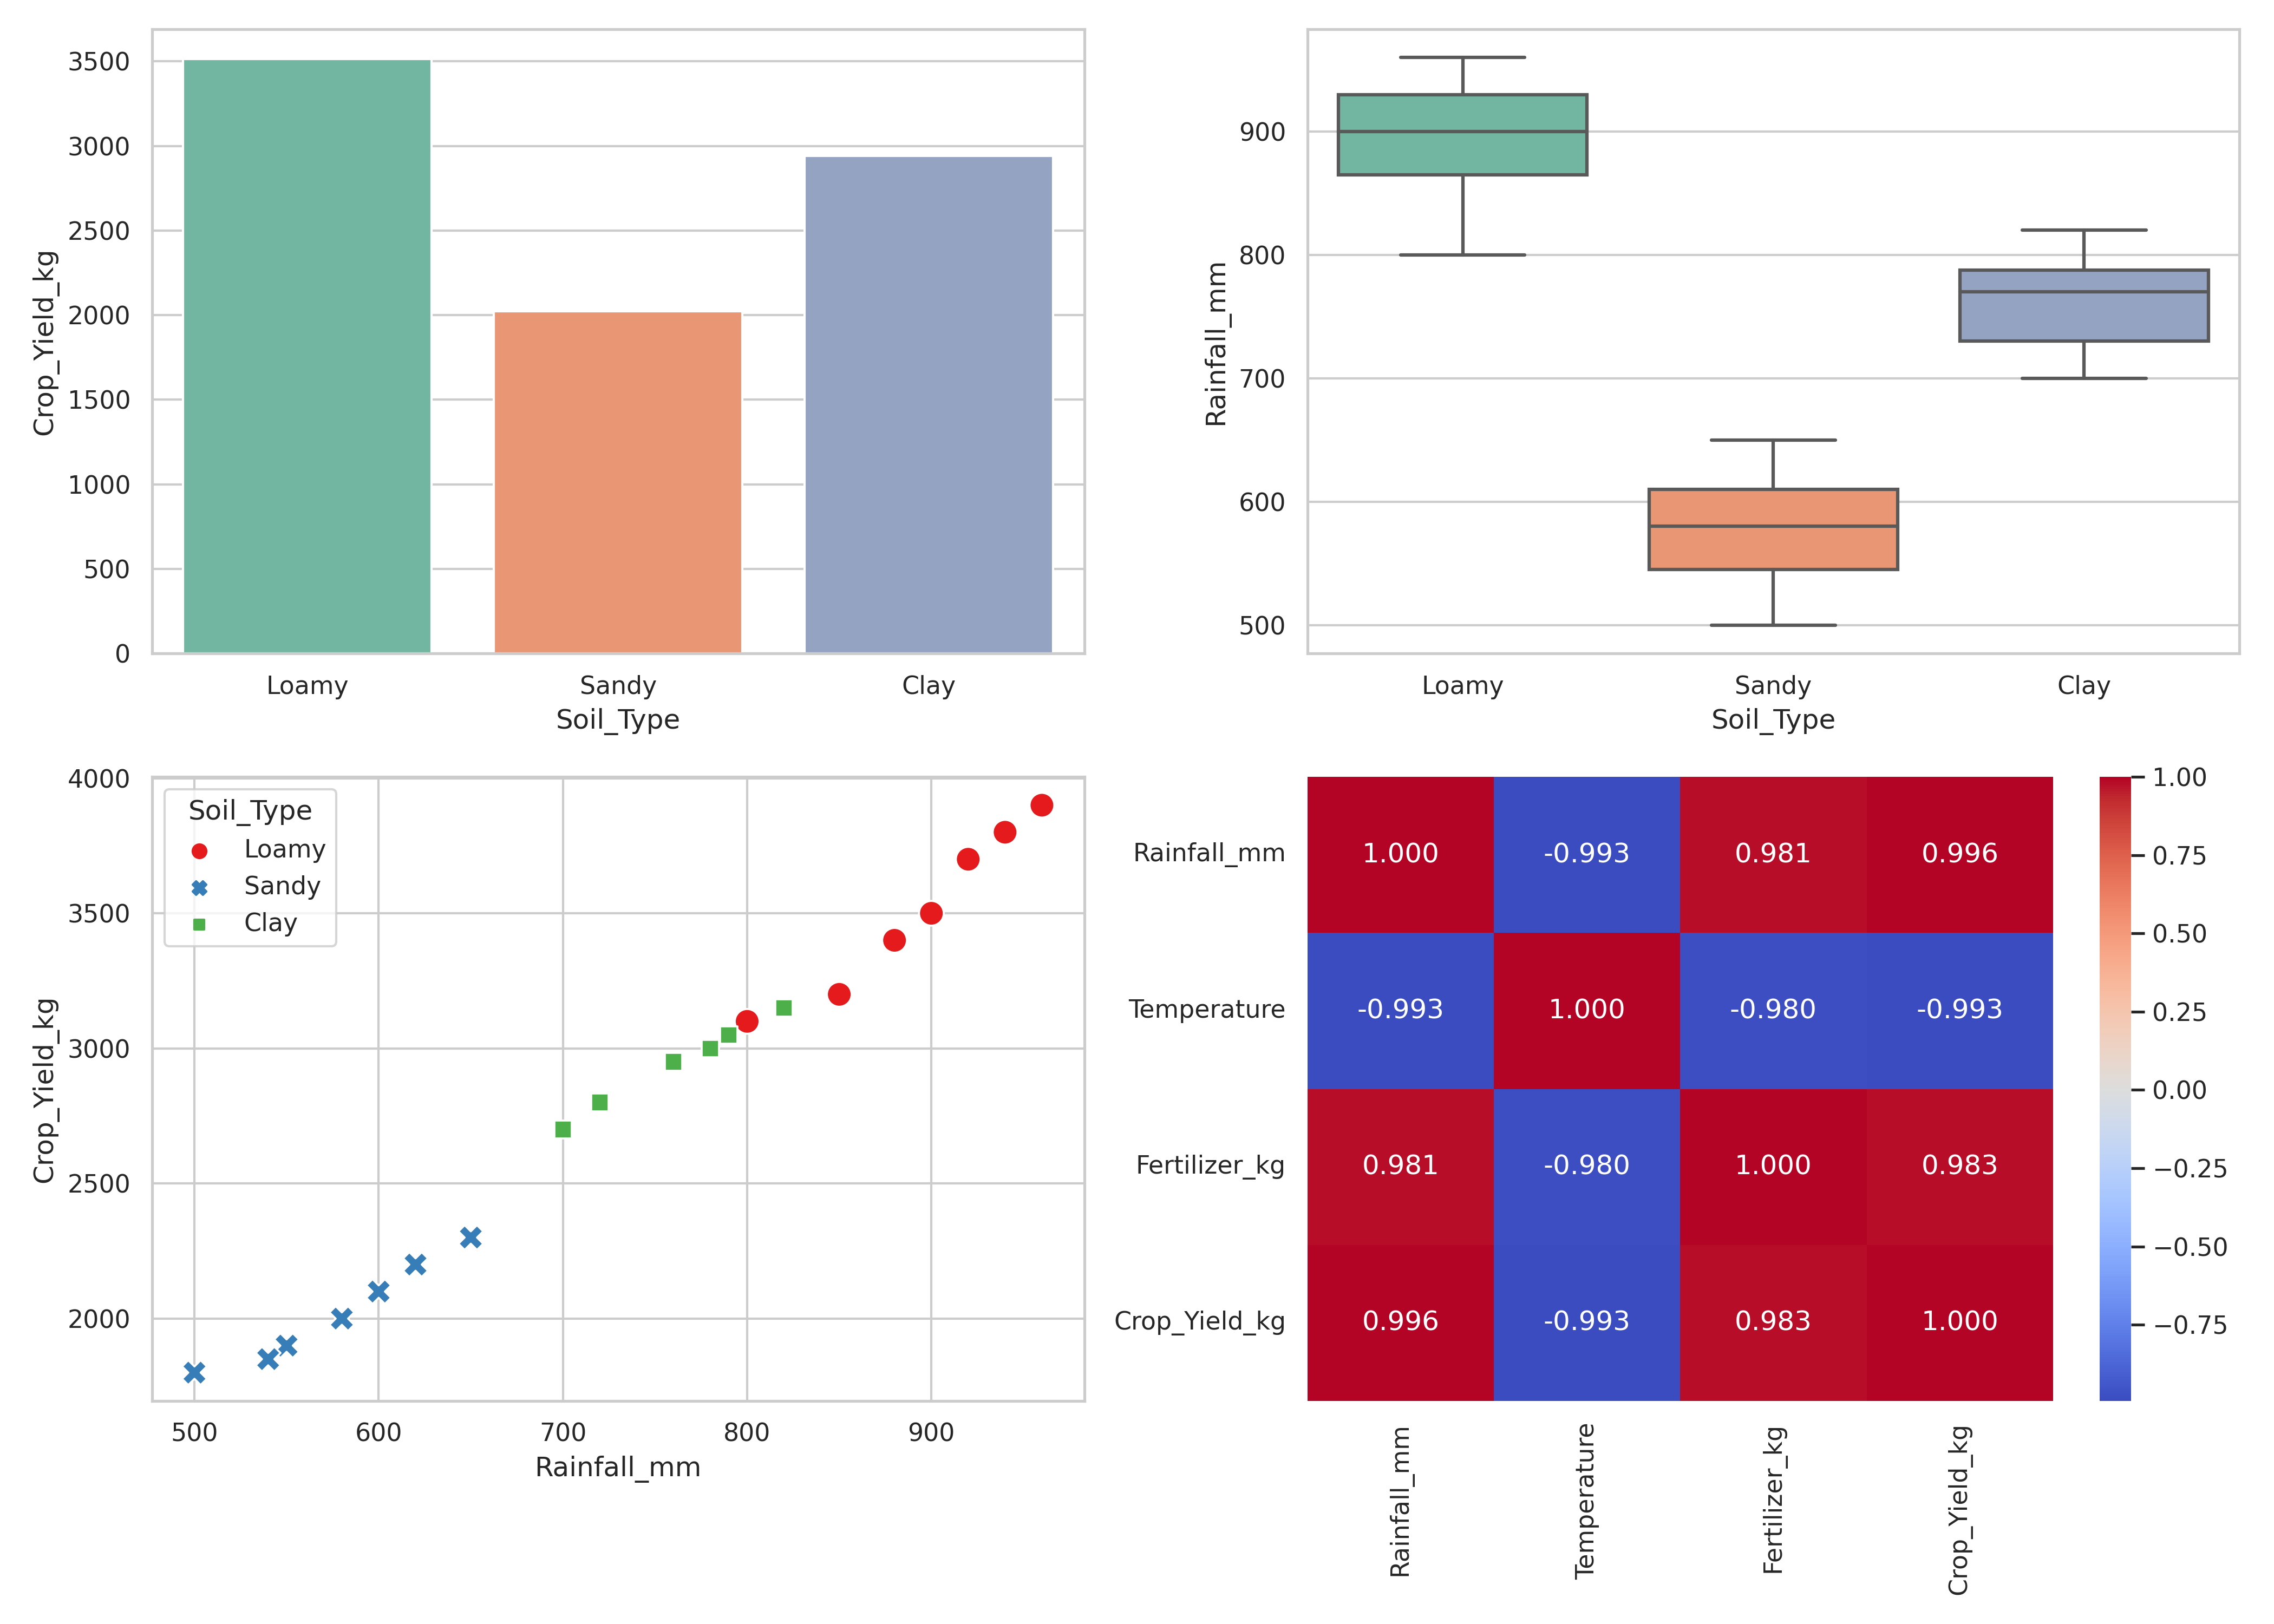 3500
3000
2500
2000
1500
1000
500
0
Crop_Yield_kg
Loamy Sandy Clay
Soil_Type
900
800
700
600
500
Rainfall_mm
Loamy Sandy Clay
Soil_Type
4000
3500
3000
2500
2000
Crop_Yield_kg
Soil_Type
Loamy
Sandy
Clay
500 600 700 800 900
Rainfall_mm
Rainfall_mm 1.000 -0.993 0.981 0.996
Temperature -0.993 1.000 -0.980 -0.993
Fertilizer_kg 0.981 -0.980 1.000 0.983
Crop_Yield_kg 0.996 -0.993 0.983 1.000
Rainfall_mm
Temperature
Fertilizer_kg
Crop_Yield_kg
1.00
0.75
0.50
0.25
0.00
−0.25
−0.50
−0.75